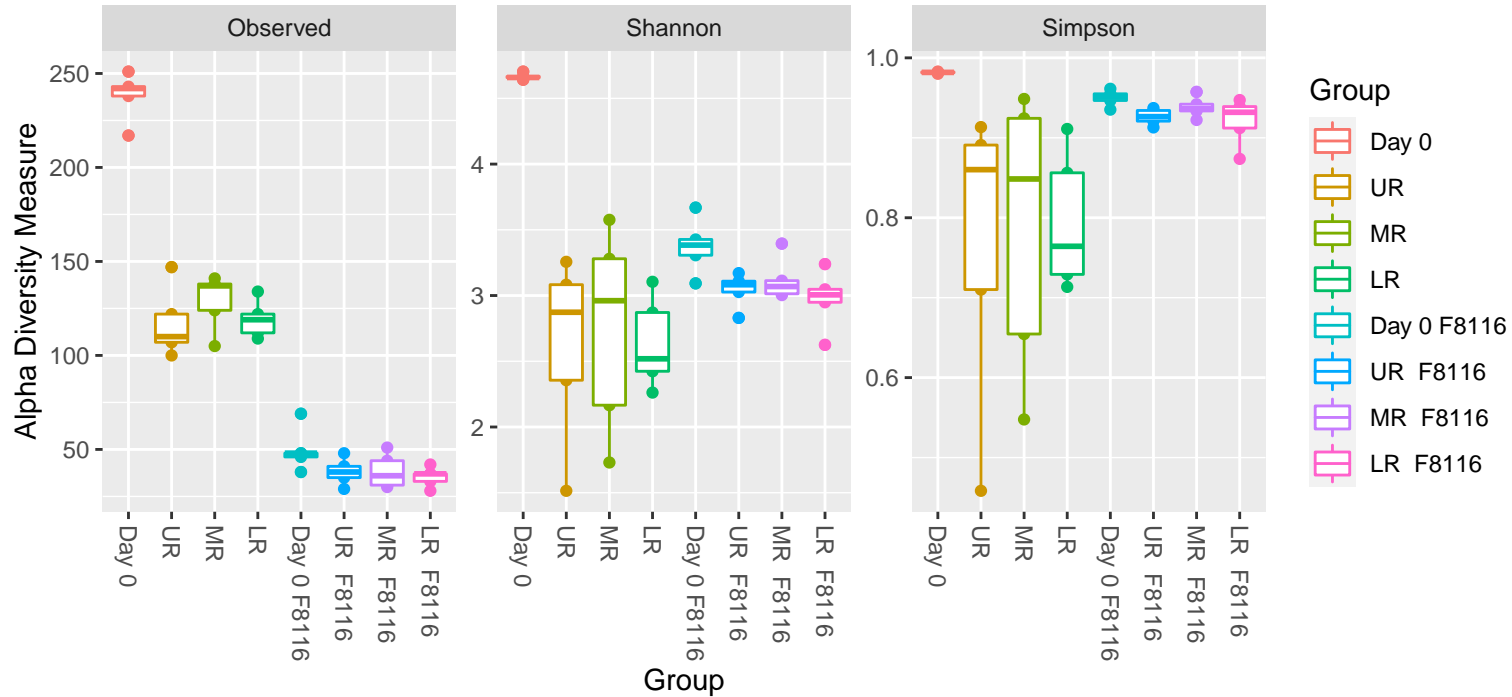 Observed
Shannon
Simpson
Alpha Diversity Measure
250
200
150
100
50
4
3
2
1.0
0.8
0.6
Day 0
UR
MR
LR
Day 0 F8116
UR F8116
MR F8116
LR F8116
Day 0
UR
MR
LR
Day 0 F8116
UR F8116
MR F8116
LR F8116
Day 0
UR
MR
LR
Day 0 F8116
UR F8116
MR F8116
LR F8116
Group
Group
Day 0
UR
MR
LR
Day 0 F8116
UR F8116
MR F8116
LR F8116